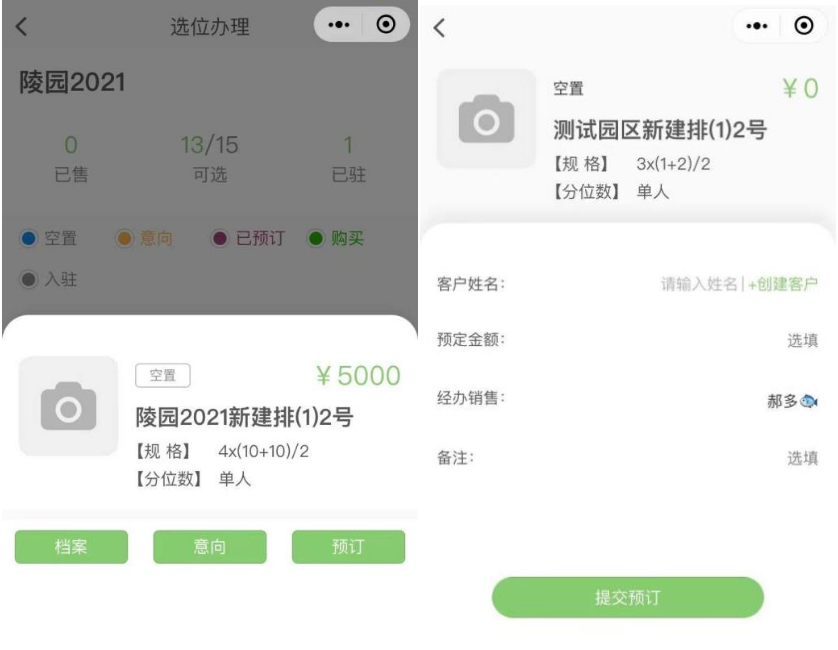 选位办理
陵园2021
0 13/15 1
已售 可选 已驻
空置 意向 已预订 购买
入驻
空置 ¥5000
陵园2021新建排(1)2号
【规 格】 4x(10+10)/2
【分位数】 单人
档案 意向 预订
空置 ¥0
测试园区新建排(1)2号
【规 格】 3x(1+2)/2
【分位数】 单人
客户姓名: 请输入姓名|+创建客户
预定金额: 选填
经办销售: 郝多🐟
备注: 选填
提交预订